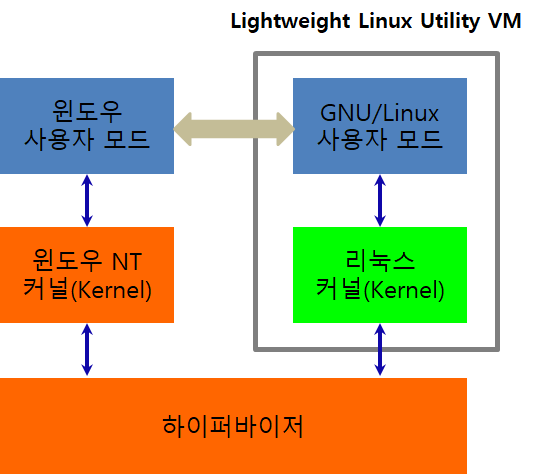 Lightweight Linux Utility VM
윈도우
사용자 모드
GNU/Linux
사용자 모드
윈도우 NT
커널(Kernel)
리눅스
커널(Kernel)
하이퍼바이저